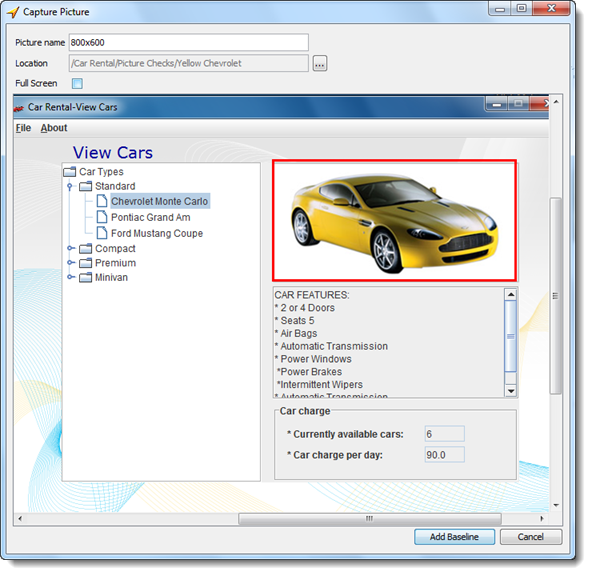 Capture Picture
Picture name 800x600
Location /Car Rental/Picture Checks/Yellow Chevrolet ...
Full Screen
Car Rental-View Cars
File About
View Cars
Car Types
Standard
Chevrolet Monte Carlo
Pontiac Grand Am
Ford Mustang Coupe
Compact
Premium
Minivan
CAR FEATURES:
* 2 or 4 Doors
* Seats 5
* Air Bags
* Automatic Transmission
* Power Windows
*Power Brakes
*Intermittent Wipers
* Automatic Transmission
Car charge
* Currently available cars: 6
* Car charge per day: 90.0
Add Baseline Cancel